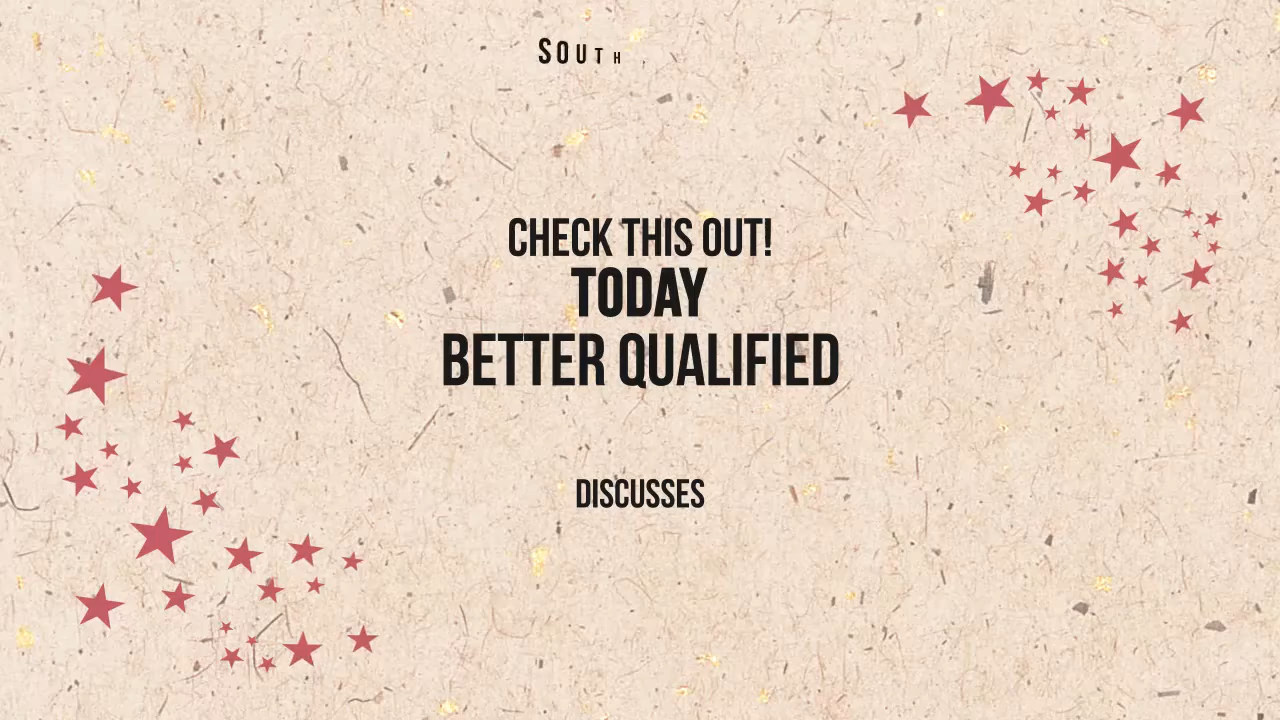 South
CHECK THIS OUT!
TODAY
BETTER QUALIFIED
DISCUSSES